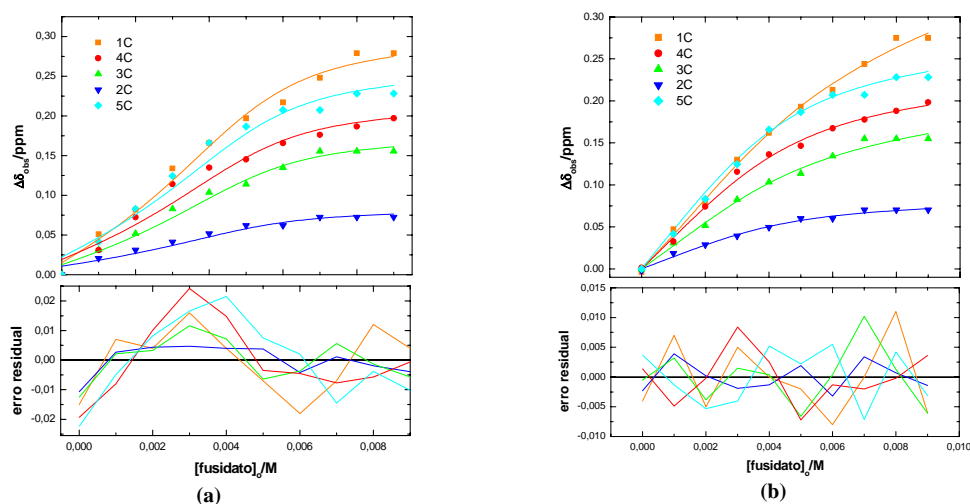 (a)
1C
4C
3C
2C
5C
0,30
0,25
0,20
0,15
0,10
0,05
0,00
Δδobs/ppm
0,02
0,01
0,00
-0,01
-0,02
erro residual
0,000 0,002 0,004 0,006 0,008
[fusidato]o/M
(a)
(b)
1C
4C
3C
2C
5C
0.30
0.25
0.20
0.15
0.10
0.05
0.00
Δδobs/ppm
0,015
0,010
0,005
0,000
-0,005
-0,010
erro residual
0,000 0,002 0,004 0,006 0,008 0,010
[fusidato]o/M
(b)